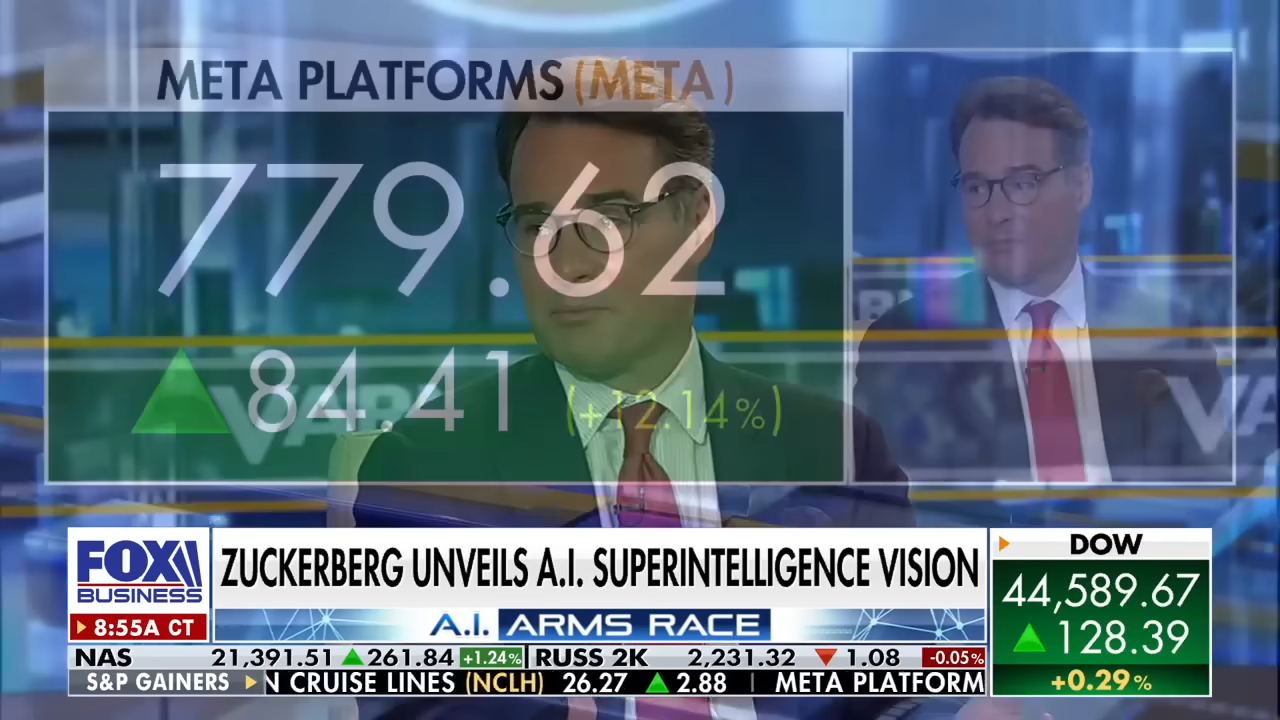 META PLATFORMS (META)
779.62
84.41 (+12.14%)
VAR
VA
FOX
BUSINESS
8:55A CT
ZUCKERBERG UNVEILS A.I. SUPERINTELLIGENCE VISION
A.I. ARMS RACE
DOW
44,589.67
128.39
+0.29%
NAS 21,391.51 261.84 +1.24% RUSS 2K 2,231.32 1.08 -0.05%
S&P GAINERS N CRUISE LINES (NCLH) 26.27 2.88 META PLATFORM